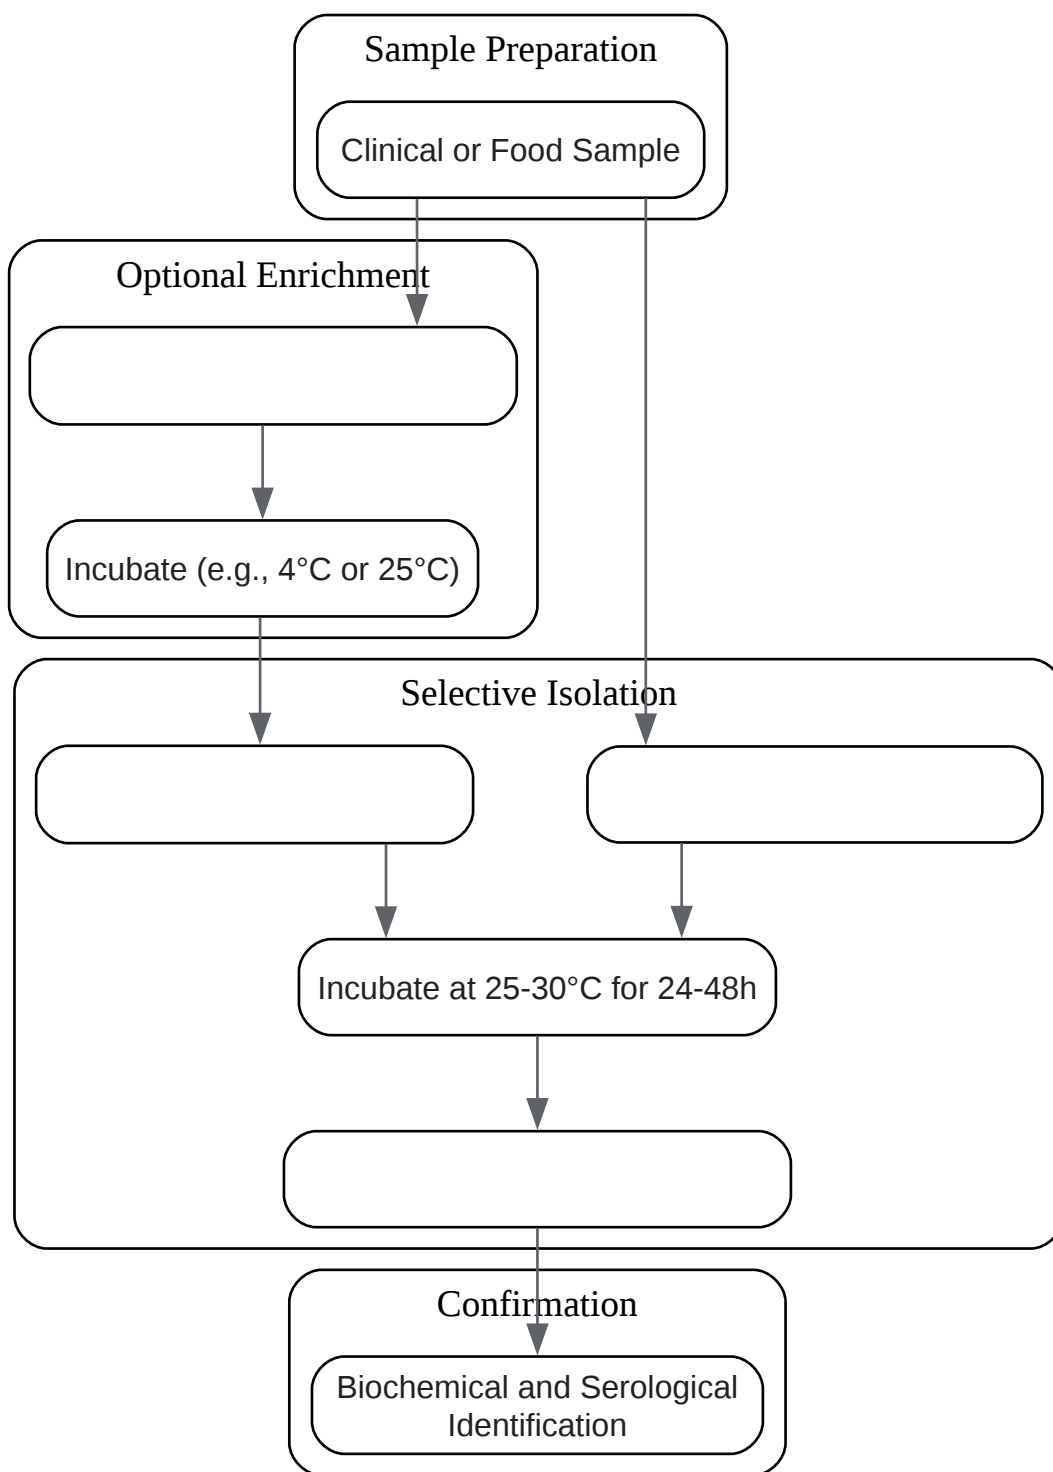 Sample Preparation
Clinical or Food Sample
Optional Enrichment
Incubate (e.g., 4°C or 25°C)
Selective Isolation
Incubate at 25-30°C for 24-48h
Confirmation
Biochemical and Serological
Identification